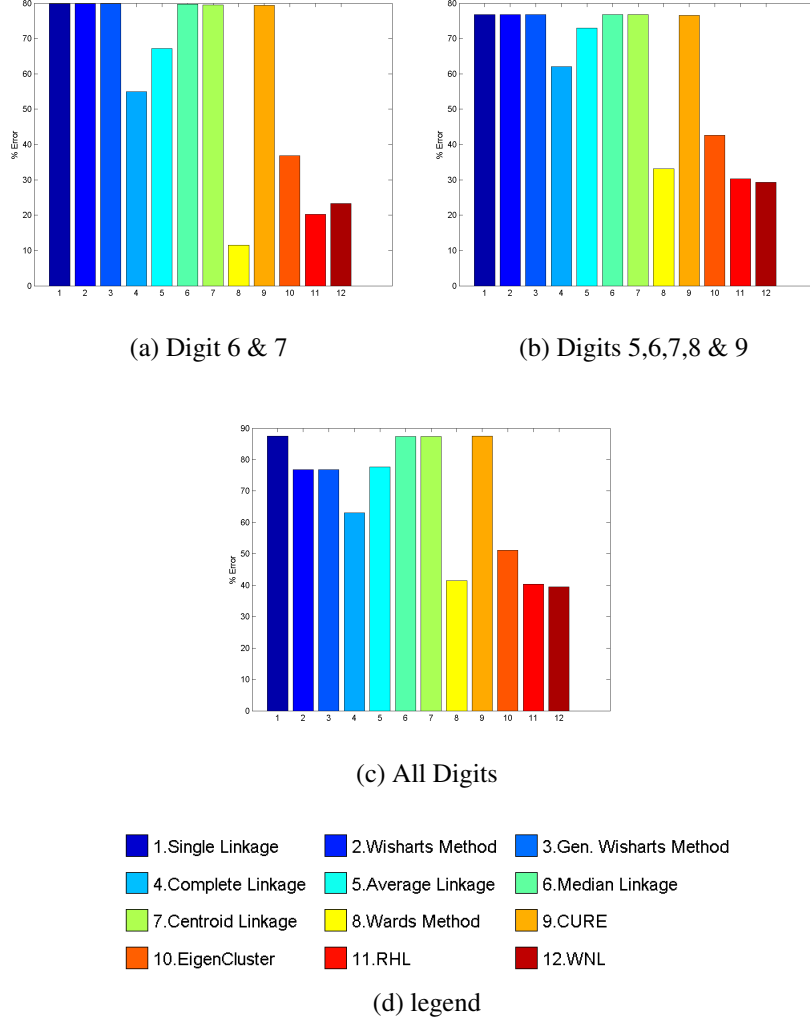 80
70
60
50
40
30
20
10
0
% Error
1 2 3 4 5 6 7 8 9 10 11 12
(a) Digit 6 & 7
80
70
60
50
40
30
20
10
0
% Error
1 2 3 4 5 6 7 8 9 10 11 12
(b) Digits 5,6,7,8 & 9
90
80
70
60
50
40
30
20
10
0
% Error
1 2 3 4 5 6 7 8 9 10 11 12
(c) All Digits
1.Single Linkage 2.Wisharts Method 3.Gen. Wisharts Method
4.Complete Linkage 5.Average Linkage 6.Median Linkage
7.Centroid Linkage 8.Wards Method 9.CURE
10.EigenCluster 11.RHL 12.WNL
(d) legend